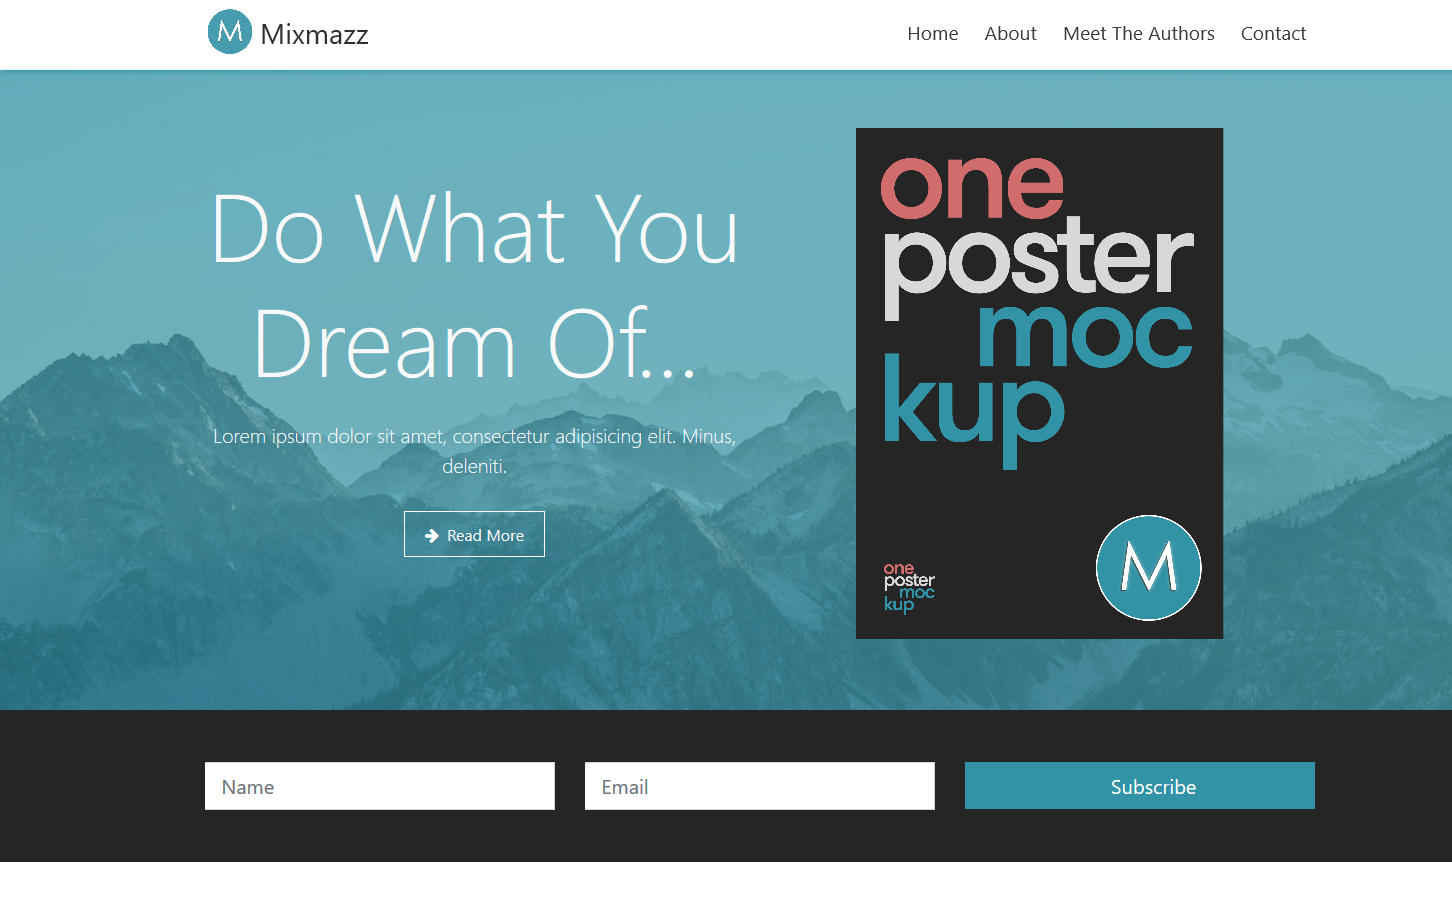 M Mixmazz
Home About Meet The Authors Contact
Do What You
Dream Of...
Lorem ipsum dolor sit amet, consectetur adipisicing elit. Minus,
deleniti.
Read More
one
poster
moc
kup
one
poster
moc
kup
M
Name
Email
Subscribe